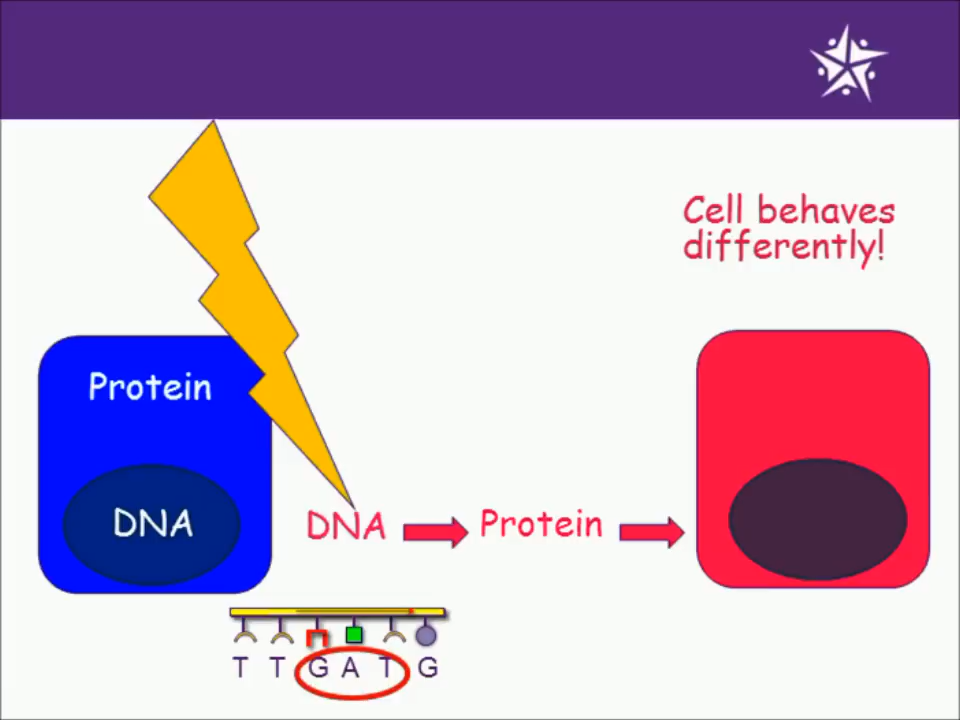 Cell behaves
differently!
Protein
DNA
DNA
Protein
T T G A T G